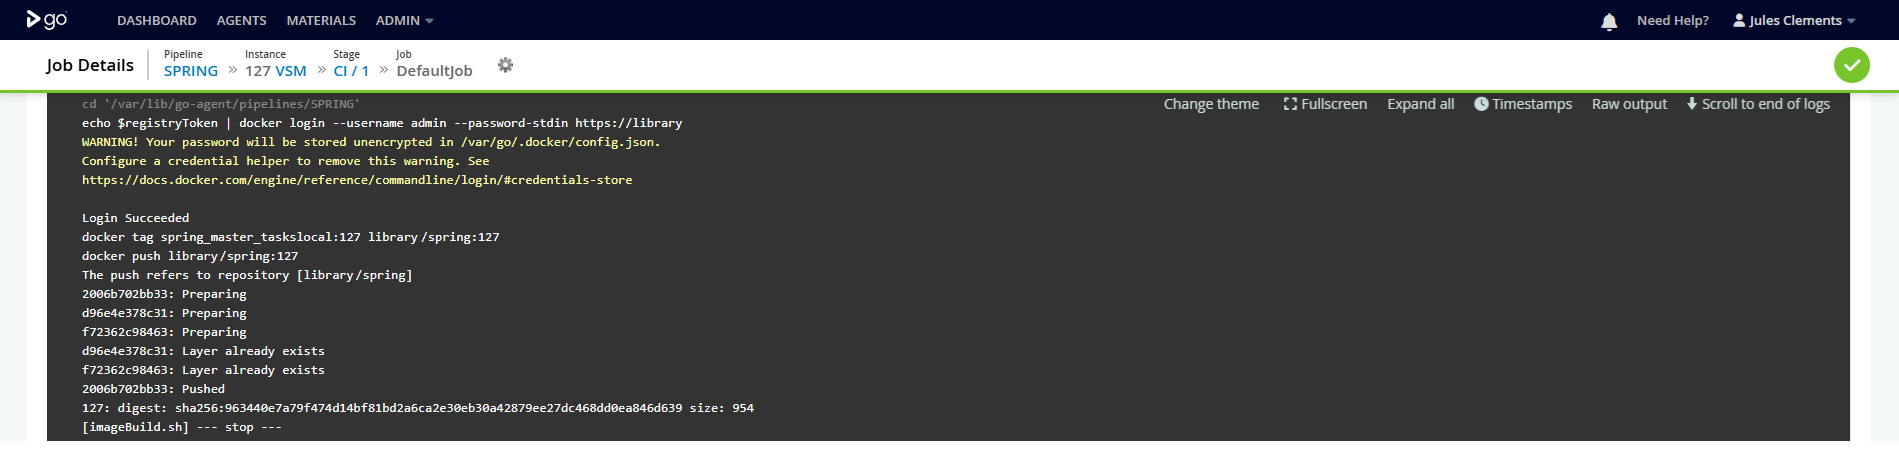 go DASHBOARD AGENTS MATERIALS ADMIN Need Help? Jules Clements
Job Details
Pipeline Instance Stage Job
SPRING » 127 VSM » CI / 1 » DefaultJob
cd '/var/lib/go-agent/pipelines/SPRING'
Change theme Fullscreen Expand all Timestamps Raw output Scroll to end of logs
echo $registryToken | docker login --username admin --password-stdin https://library
WARNING! Your password will be stored unencrypted in /var/go/.docker/config.json.
Configure a credential helper to remove this warning. See
https://docs.docker.com/engine/reference/commandline/login/#credentials-store
Login Succeeded
docker tag spring_master_taskslocal:127 library/spring:127
docker push library/spring:127
The push refers to repository [library/spring]
2006b702bb33: Preparing
d96e4e378c31: Preparing
f72362c98463: Preparing
d96e4e378c31: Layer already exists
f72362c98463: Layer already exists
2006b702bb33: Pushed
127: digest: sha256:963440e7a79f474d14bf81bd2a6ca2e30eb30a42879ee27dc468dd0ea846d639 size: 954
[imageBuild.sh] --- stop ---